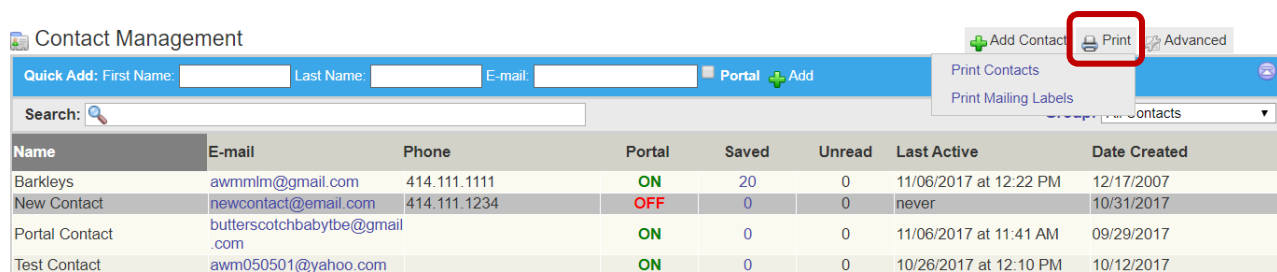 Contact Management
Add Contact Print Advanced
Quick Add: First Name: Last Name: E-mail: Portal Add
Print Contacts
Print Mailing Labels
Search:
All Contacts
Name E-mail Phone Portal Saved Unread Last Active Date Created
Barkleys awmmlm@gmail.com 414.111.1111 ON 20 0 11/06/2017 at 12:22 PM 12/17/2007
New Contact newcontact@email.com 414.111.1234 OFF 0 0 never 10/31/2017
Portal Contact butterscotchbabytbe@gmail ON 0 0 11/06/2017 at 11:41 AM 09/29/2017
.com
Test Contact awm050501@yahoo.com ON 0 0 10/26/2017 at 12:10 PM 10/12/2017